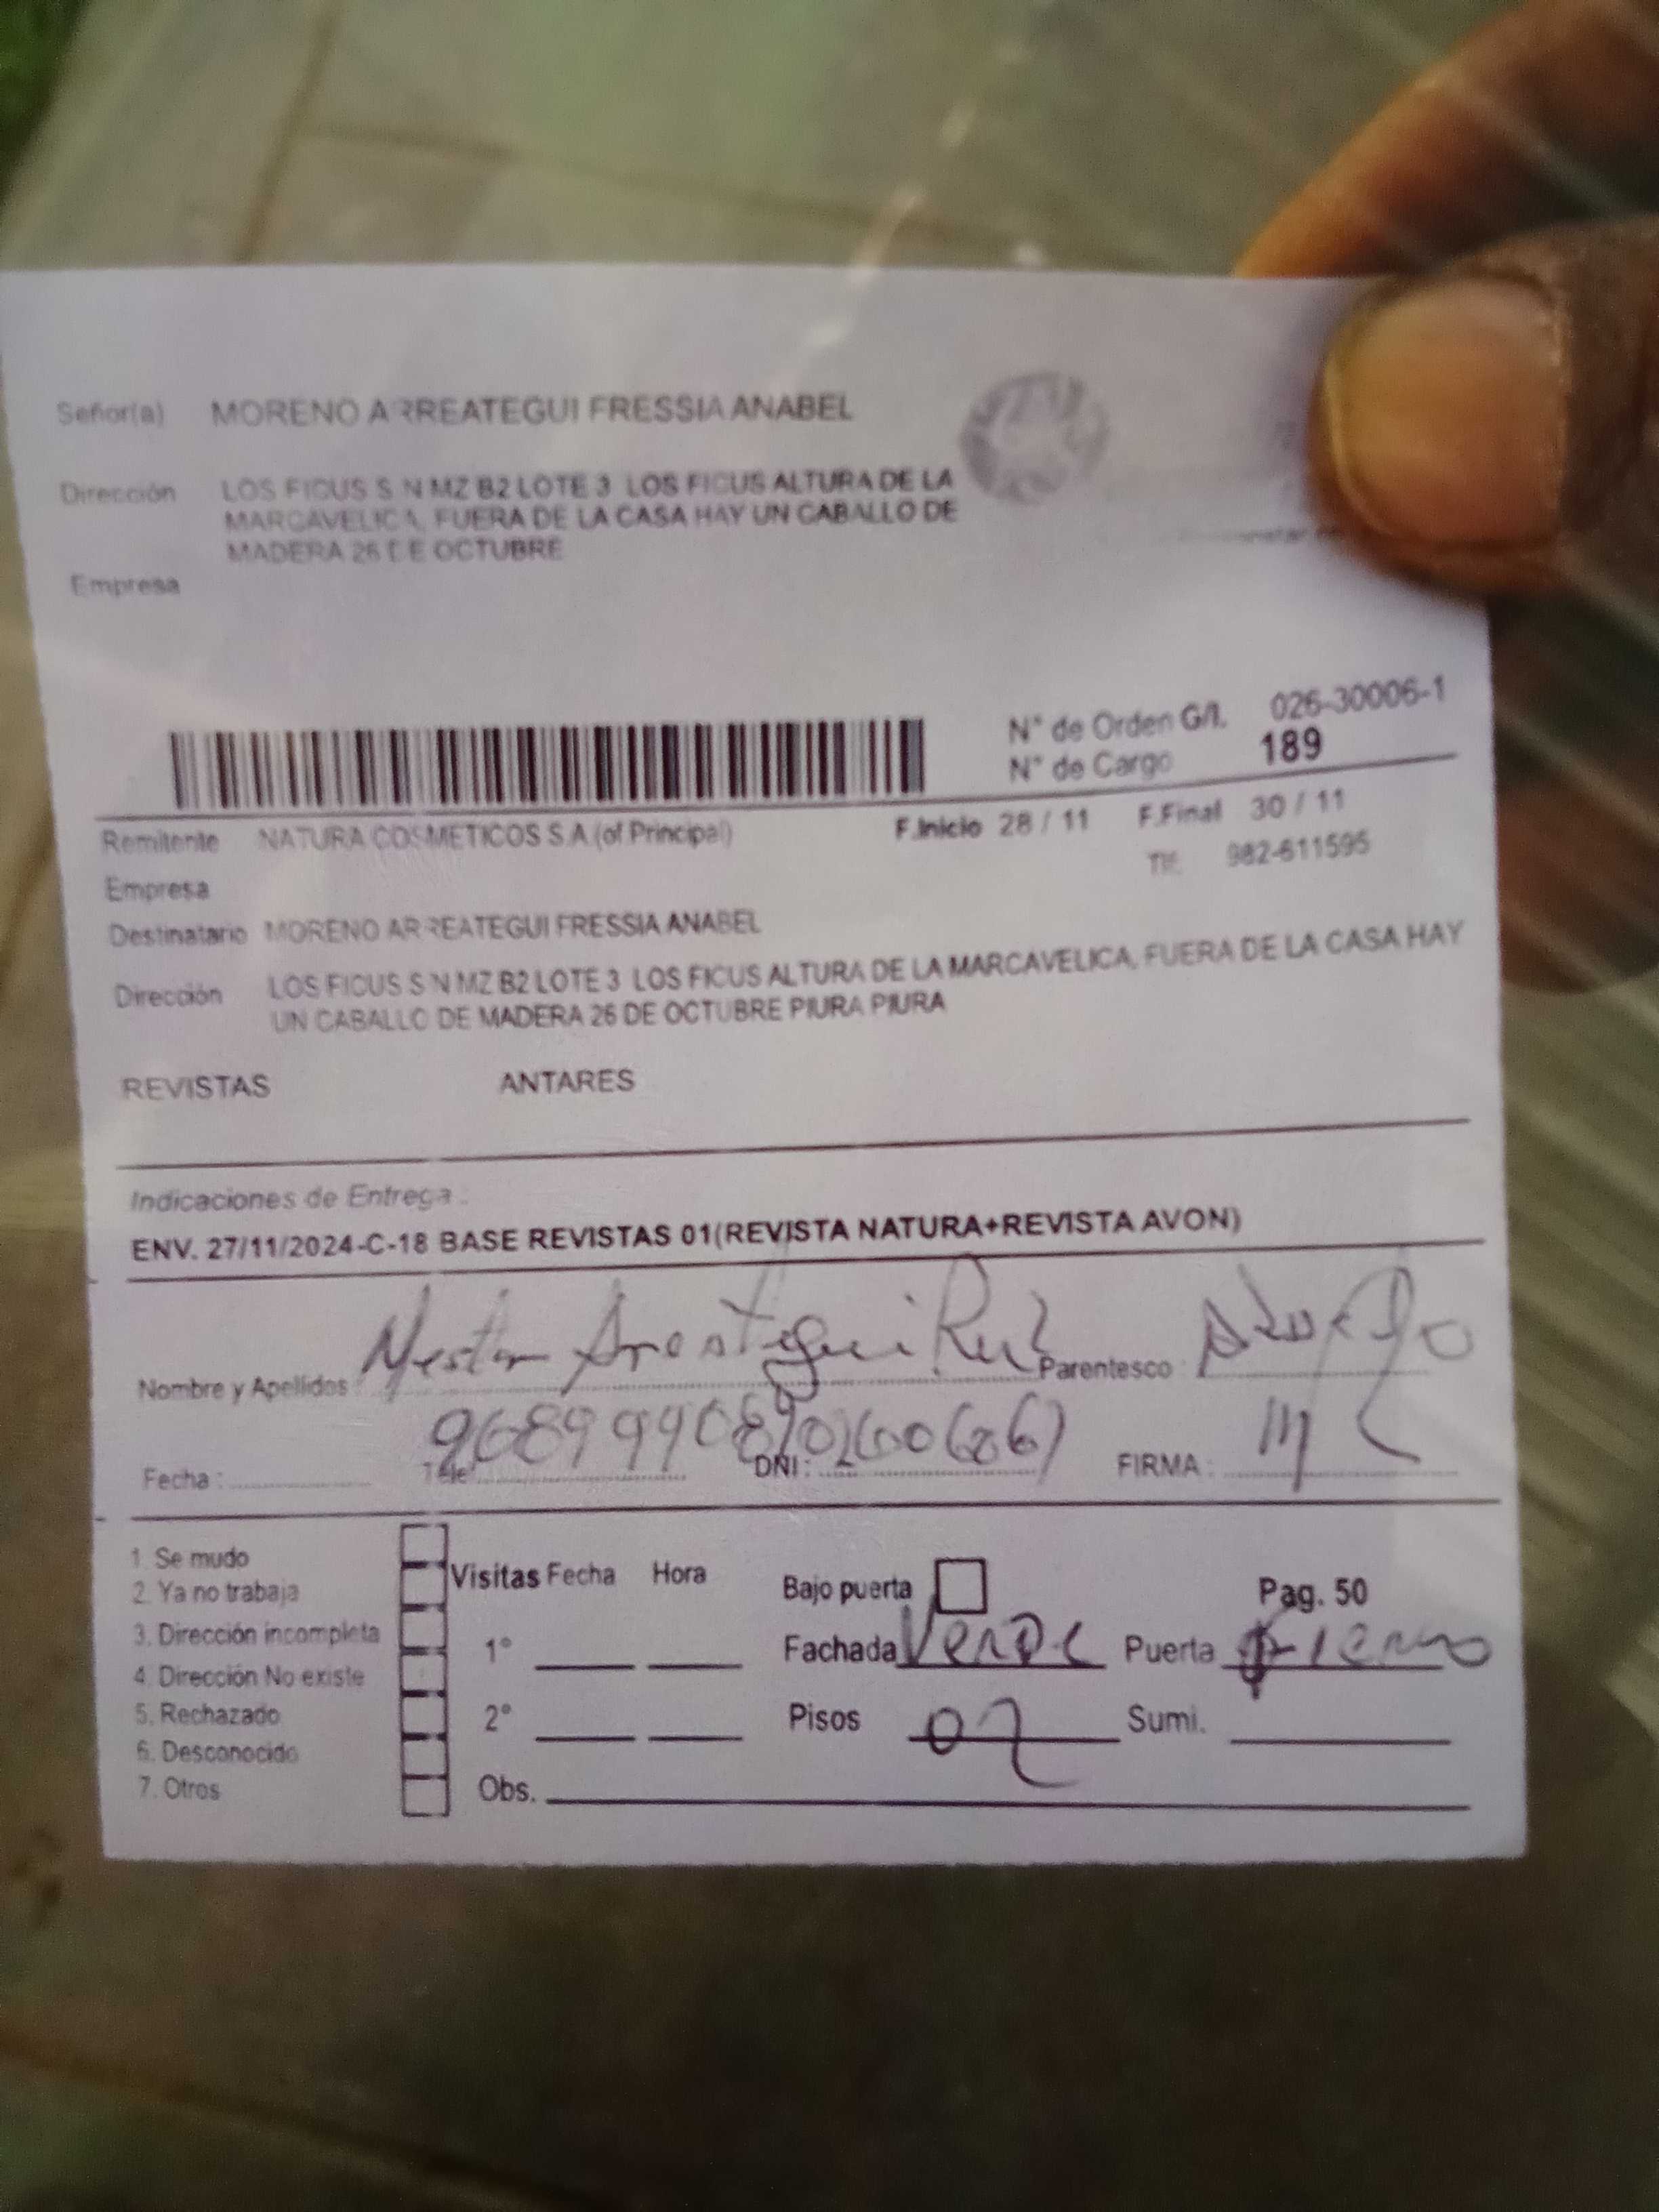 Señor(a) MORENO ARREATEGUI FRESSIA ANABEL
Dirección LOS FICUS S N MZ B2 LOTE 3 LOS FICUS ALTURA DE LA
MARCAVELICA, FUERA DE LA CASA HAY UN CABALLO DE
MADERA 26 DE OCTUBRE
Empresa
N° de Orden G/I. 026-30006-1
N° de Cargo 189
Remitente NATURA COSMETICOS S.A (of Principal) F.Inicio 28 / 11 F.Final 30 / 11
Empresa Tlf. 982-611595
Destinatario MORENO ARREATEGUI FRESSIA ANABEL
Dirección LOS FICUS S N MZ B2 LOTE 3 LOS FICUS ALTURA DE LA MARCAVELICA, FUERA DE LA CASA HAY
UN CABALLO DE MADERA 26 DE OCTUBRE PIURA PIURA
REVISTAS ANTARES
Indicaciones de Entrega :
ENV. 27/11/2024-C-18 BASE REVISTAS 01(REVISTA NATURA+REVISTA AVON)
Nombre y Apellidos : Nestor Parentesco :
Fecha : Tele DNI : FIRMA :
1. Se mudo
2. Ya no trabaja Visitas Fecha Hora Bajo puerta Pag. 50
3. Dirección incompleta 1° Fachada Verde Puerta Fierro
4. Dirección No existe
5. Rechazado 2° Pisos 02 Sumi.
6. Desconocido
7. Otros Obs.